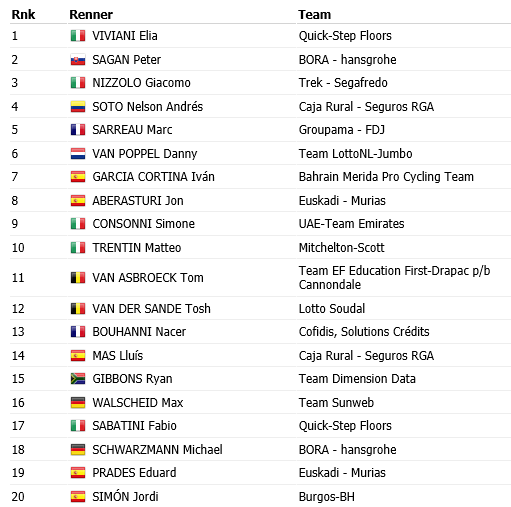 Rnk Renner Team
1 VIVIANI Elia Quick-Step Floors
2 SAGAN Peter BORA - hansgrohe
3 NIZZOLO Giacomo Trek - Segafredo
4 SOTO Nelson Andrés Caja Rural - Seguros RGA
5 SARREAU Marc Groupama - FDJ
6 VAN POPPEL Danny Team LottoNL-Jumbo
7 GARCIA CORTINA Iván Bahrain Merida Pro Cycling Team
8 ABERASTURI Jon Euskadi - Murias
9 CONSONNI Simone UAE-Team Emirates
10 TRENTIN Matteo Mitchelton-Scott
11 VAN ASBROECK Tom Team EF Education First-Drapac p/b
Cannondale
12 VAN DER SANDE Tosh Lotto Soudal
13 BOUHANNI Nacer Cofidis, Solutions Crédits
14 MAS Lluís Caja Rural - Seguros RGA
15 GIBBONS Ryan Team Dimension Data
16 WALSCHEID Max Team Sunweb
17 SABATINI Fabio Quick-Step Floors
18 SCHWARZMANN Michael BORA - hansgrohe
19 PRADES Eduard Euskadi - Murias
20 SIMÓN Jordi Burgos-BH